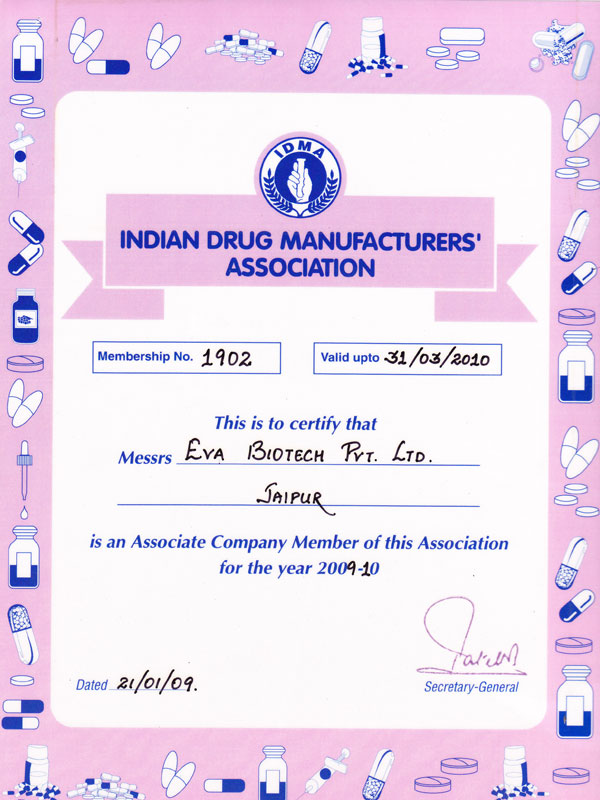 IDMA
INDIAN DRUG MANUFACTURERS'
ASSOCIATION
Membership No. 1902
Valid upto 31/03/2010
This is to certify that
Messrs EVA BIOTECH PVT. LTD.
JAIPUR
is an Associate Company Member of this Association
for the year 2009-10
Dated 21/01/09.
Secretary-General